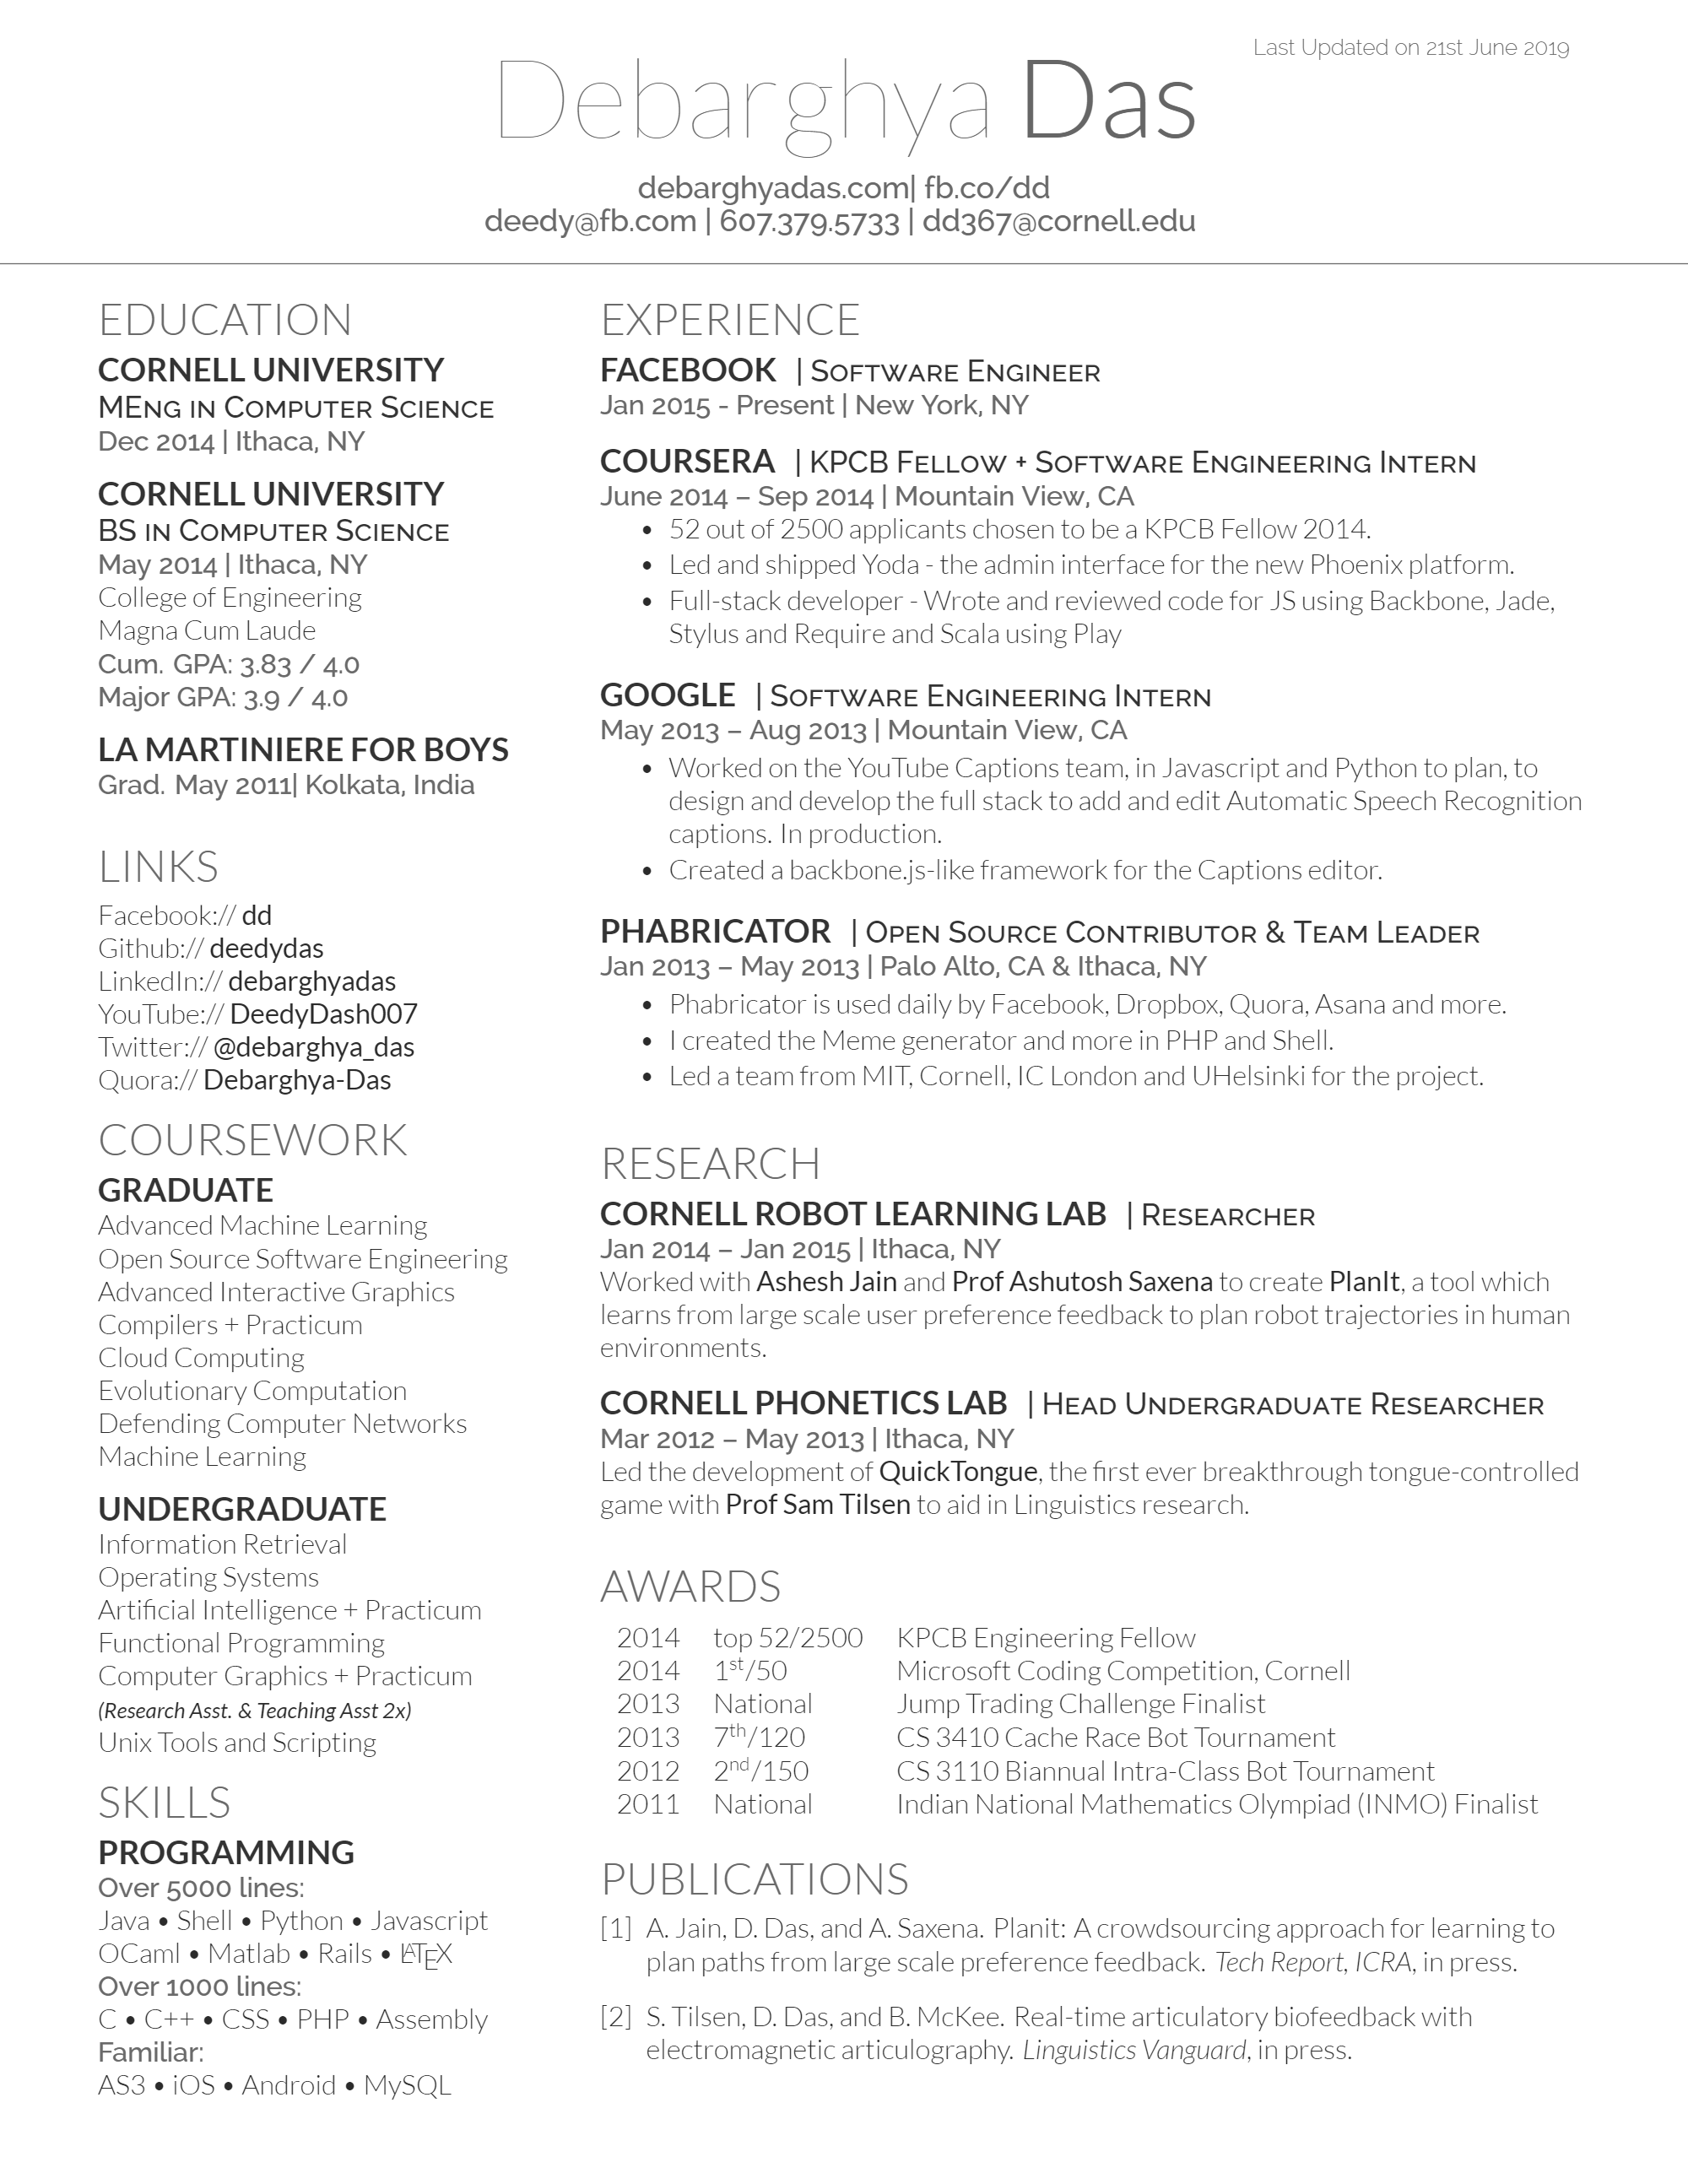 Last Updated on 21st June 2019
Debarghya Das
debarghyadas.com| fb.co/dd
deedy@fb.com | 607.379.5733 | dd367@cornell.edu
EDUCATION
CORNELL UNIVERSITY
MENG IN COMPUTER SCIENCE
Dec 2014 | Ithaca, NY
CORNELL UNIVERSITY
BS IN COMPUTER SCIENCE
May 2014 | Ithaca, NY
College of Engineering
Magna Cum Laude
Cum. GPA: 3.83 / 4.0
Major GPA: 3.9 / 4.0
LA MARTINIERE FOR BOYS
Grad. May 2011| Kolkata, India
LINKS
Facebook:// dd
Github:// deedydas
LinkedIn:// debarghyadas
YouTube:// DeedyDash007
Twitter:// @debarghya_das
Quora:// Debarghya-Das
COURSEWORK
GRADUATE
Advanced Machine Learning
Open Source Software Engineering
Advanced Interactive Graphics
Compilers + Practicum
Cloud Computing
Evolutionary Computation
Defending Computer Networks
Machine Learning
UNDERGRADUATE
Information Retrieval
Operating Systems
Artificial Intelligence + Practicum
Functional Programming
Computer Graphics + Practicum
(Research Asst. & Teaching Asst 2x)
Unix Tools and Scripting
SKILLS
PROGRAMMING
Over 5000 lines:
Java • Shell • Python • Javascript
OCaml • Matlab • Rails • LATEX
Over 1000 lines:
C • C++ • CSS • PHP • Assembly
Familiar:
AS3 • iOS • Android • MySQL
EXPERIENCE
FACEBOOK | SOFTWARE ENGINEER
Jan 2015 - Present | New York, NY
COURSERA | KPCB FELLOW + SOFTWARE ENGINEERING INTERN
June 2014 – Sep 2014 | Mountain View, CA
• 52 out of 2500 applicants chosen to be a KPCB Fellow 2014.
• Led and shipped Yoda - the admin interface for the new Phoenix platform.
• Full-stack developer - Wrote and reviewed code for JS using Backbone, Jade,
Stylus and Require and Scala using Play
GOOGLE | SOFTWARE ENGINEERING INTERN
May 2013 – Aug 2013 | Mountain View, CA
• Worked on the YouTube Captions team, in Javascript and Python to plan, to
design and develop the full stack to add and edit Automatic Speech Recognition
captions. In production.
• Created a backbone.js-like framework for the Captions editor.
PHABRICATOR | OPEN SOURCE CONTRIBUTOR & TEAM LEADER
Jan 2013 – May 2013 | Palo Alto, CA & Ithaca, NY
• Phabricator is used daily by Facebook, Dropbox, Quora, Asana and more.
• I created the Meme generator and more in PHP and Shell.
• Led a team from MIT, Cornell, IC London and UHelsinki for the project.
RESEARCH
CORNELL ROBOT LEARNING LAB | RESEARCHER
Jan 2014 – Jan 2015 | Ithaca, NY
Worked with Ashesh Jain and Prof Ashutosh Saxena to create PlanIt, a tool which
learns from large scale user preference feedback to plan robot trajectories in human
environments.
CORNELL PHONETICS LAB | HEAD UNDERGRADUATE RESEARCHER
Mar 2012 – May 2013 | Ithaca, NY
Led the development of QuickTongue, the first ever breakthrough tongue-controlled
game with Prof Sam Tilsen to aid in Linguistics research.
AWARDS
2014 top 52/2500 KPCB Engineering Fellow
2014 1st/50 Microsoft Coding Competition, Cornell
2013 National Jump Trading Challenge Finalist
2013 7th/120 CS 3410 Cache Race Bot Tournament
2012 2nd/150 CS 3110 Biannual Intra-Class Bot Tournament
2011 National Indian National Mathematics Olympiad (INMO) Finalist
PUBLICATIONS
[1] A. Jain, D. Das, and A. Saxena. Planit: A crowdsourcing approach for learning to
plan paths from large scale preference feedback. Tech Report, ICRA, in press.
[2] S. Tilsen, D. Das, and B. McKee. Real-time articulatory biofeedback with
electromagnetic articulography. Linguistics Vanguard, in press.